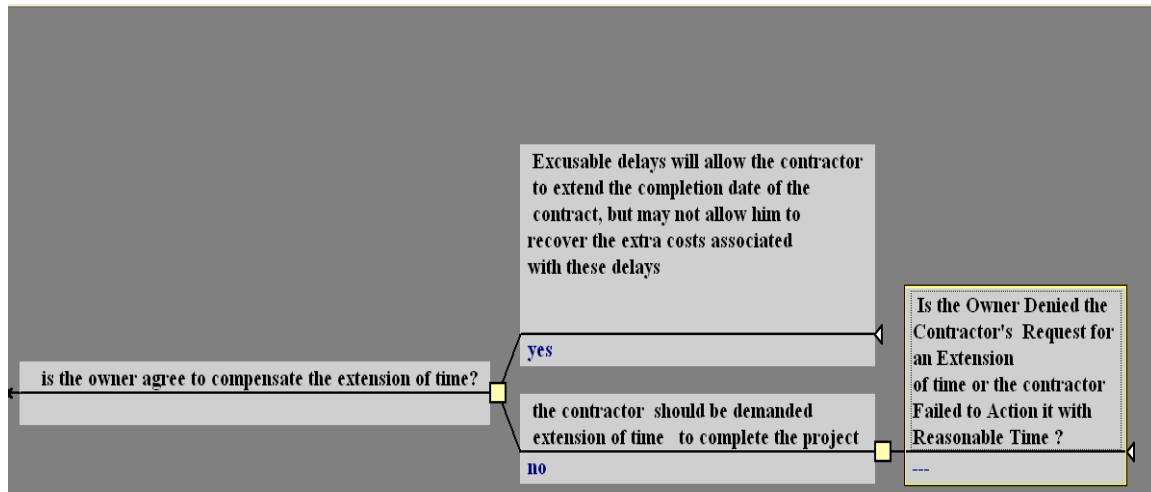 Excusable delays will allow the contractor
to extend the completion date of the
contract, but may not allow him to
recover the extra costs associated
with these delays
yes
is the owner agree to compensate the extension of time?
the contractor should be demanded
extension of time to complete the project
no
Is the Owner Denied the
Contractor's Request for
an Extension
of time or the contractor
Failed to Action it with
Reasonable Time ?
---